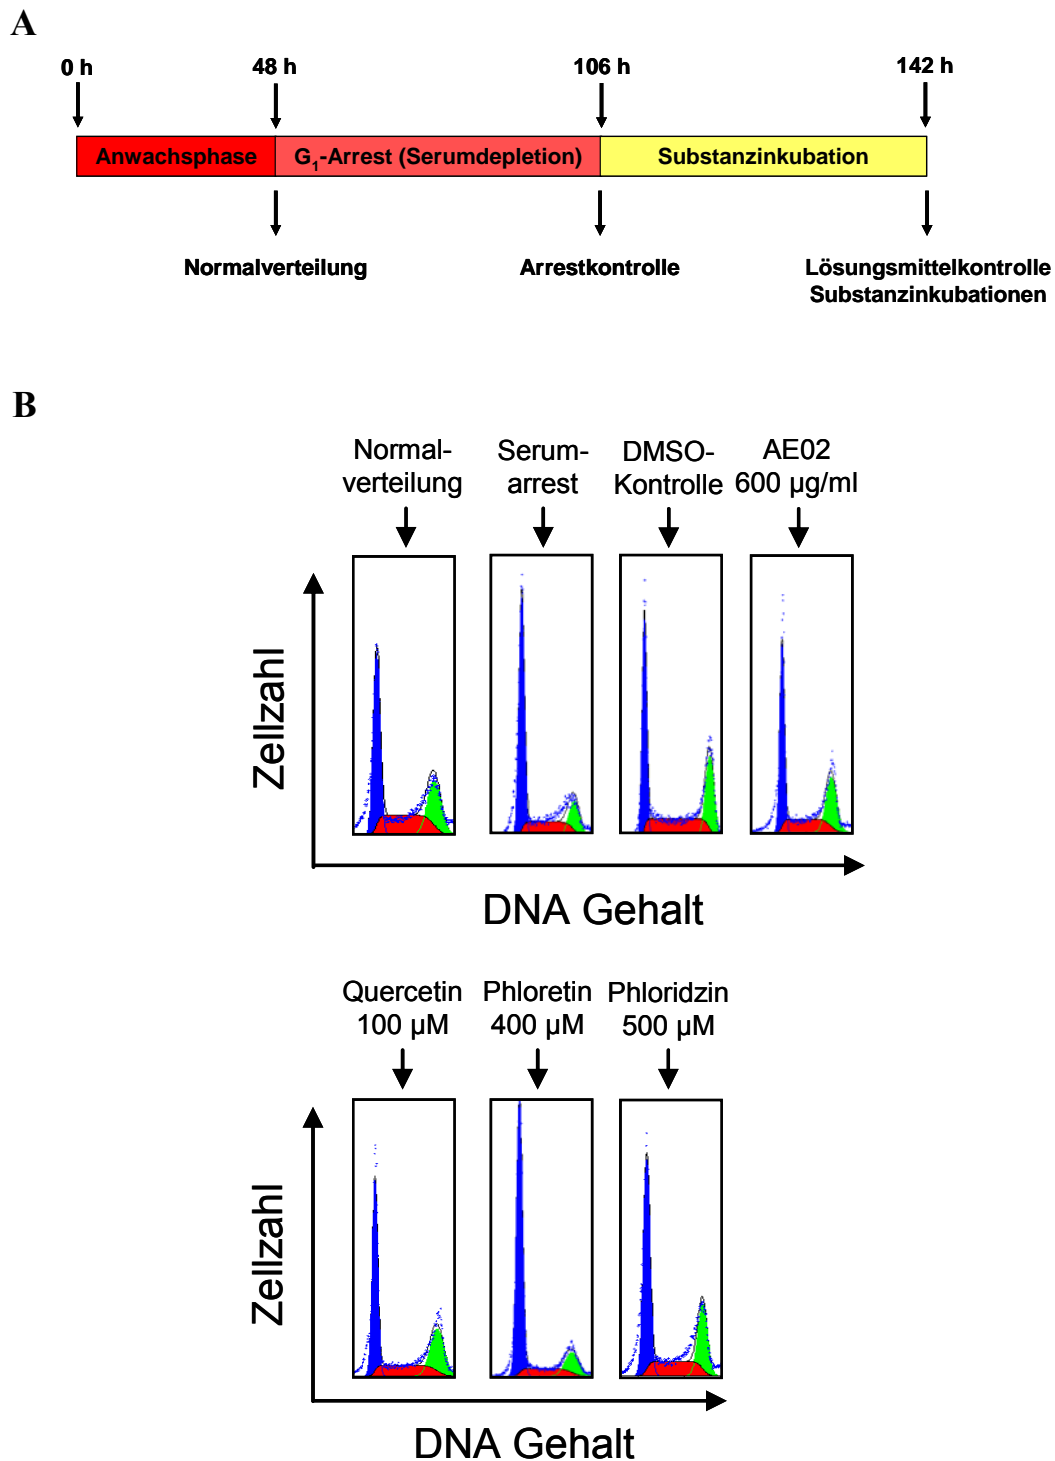 A
0 h 48 h 106 h 142 h
Anwachsphase G1-Arrest (Serumdepletion) Substanzinkubation
Normalverteilung Arrestkontrolle Lösungsmittelkontrolle
Substanzinkubationen
B
Normal- Serum- DMSO- AE02
verteilung arrest Kontrolle 600 µg/ml
Zellzahl
DNA Gehalt
Quercetin Phloretin Phloridzin
100 µM 400 µM 500 µM
Zellzahl
DNA Gehalt